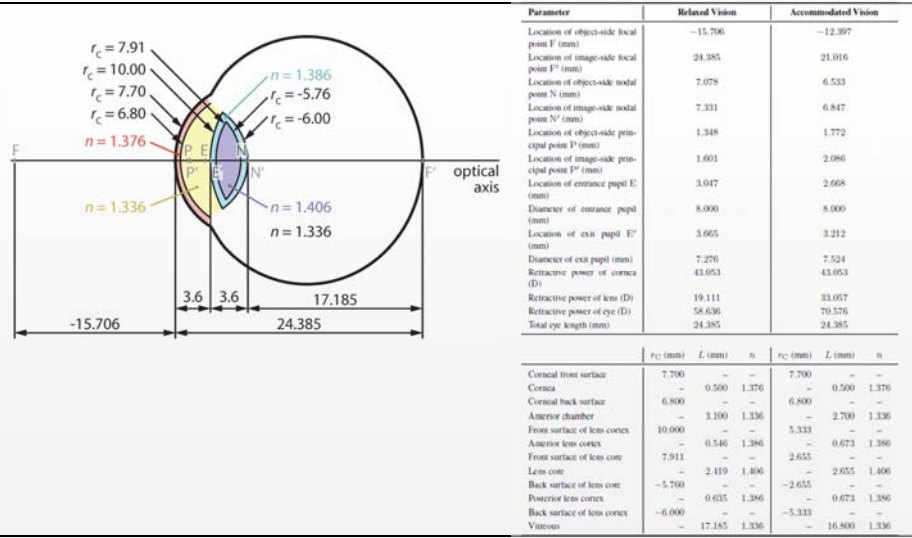 r_c = 7.91
r_c = 10.00
r_c = 7.70
r_c = 6.80
n = 1.376
n = 1.386
r_c = -5.76
r_c = -6.00
F
P E N
P' E' N'
F'
optical
axis
n = 1.336
n = 1.406
n = 1.336
3.6 3.6 17.185
-15.706 24.385
Parameter Relaxed Vision Accommodated Vision
Location of object-side focal −15.706 −12.397
point F (mm)
Location of image-side focal 24.385 21.016
point F' (mm)
Location of object-side nodal 7.078 6.533
point N (mm)
Location of image-side nodal 7.331 6.847
point N' (mm)
Location of object-side prin- 1.348 1.772
cipal point P (mm)
Location of image-side prin- 1.601 2.086
cipal point P' (mm)
Location of entrance pupil E 3.047 2.668
(mm)
Diameter of entrance pupil 8.000 8.000
(mm)
Location of exit pupil E' 3.665 3.212
(mm)
Diameter of exit pupil (mm) 7.276 7.524
Refractive power of cornea 43.053 43.053
(D)
Refractive power of lens (D) 19.111 33.057
Refractive power of eye (D) 58.636 70.576
Total eye length (mm) 24.385 24.385
r_C (mm) L (mm) n r_C (mm) L (mm) n
Corneal front surface 7.700 – – 7.700 – –
Cornea – 0.500 1.376 – 0.500 1.376
Corneal back surface 6.800 – – 6.800 – –
Anterior chamber – 3.100 1.336 – 2.700 1.336
Front surface of lens cortex 10.000 – – 5.333 – –
Anterior lens cortex – 0.546 1.386 – 0.673 1.386
Front surface of lens core 7.911 – – 2.655 – –
Lens core – 2.419 1.406 – 2.655 1.406
Back surface of lens core −5.760 – – −2.655 – –
Posterior lens cortex – 0.635 1.386 – 0.673 1.386
Back surface of lens cortex −6.000 – – −5.333 – –
Vitreous – 17.185 1.336 – 16.800 1.336